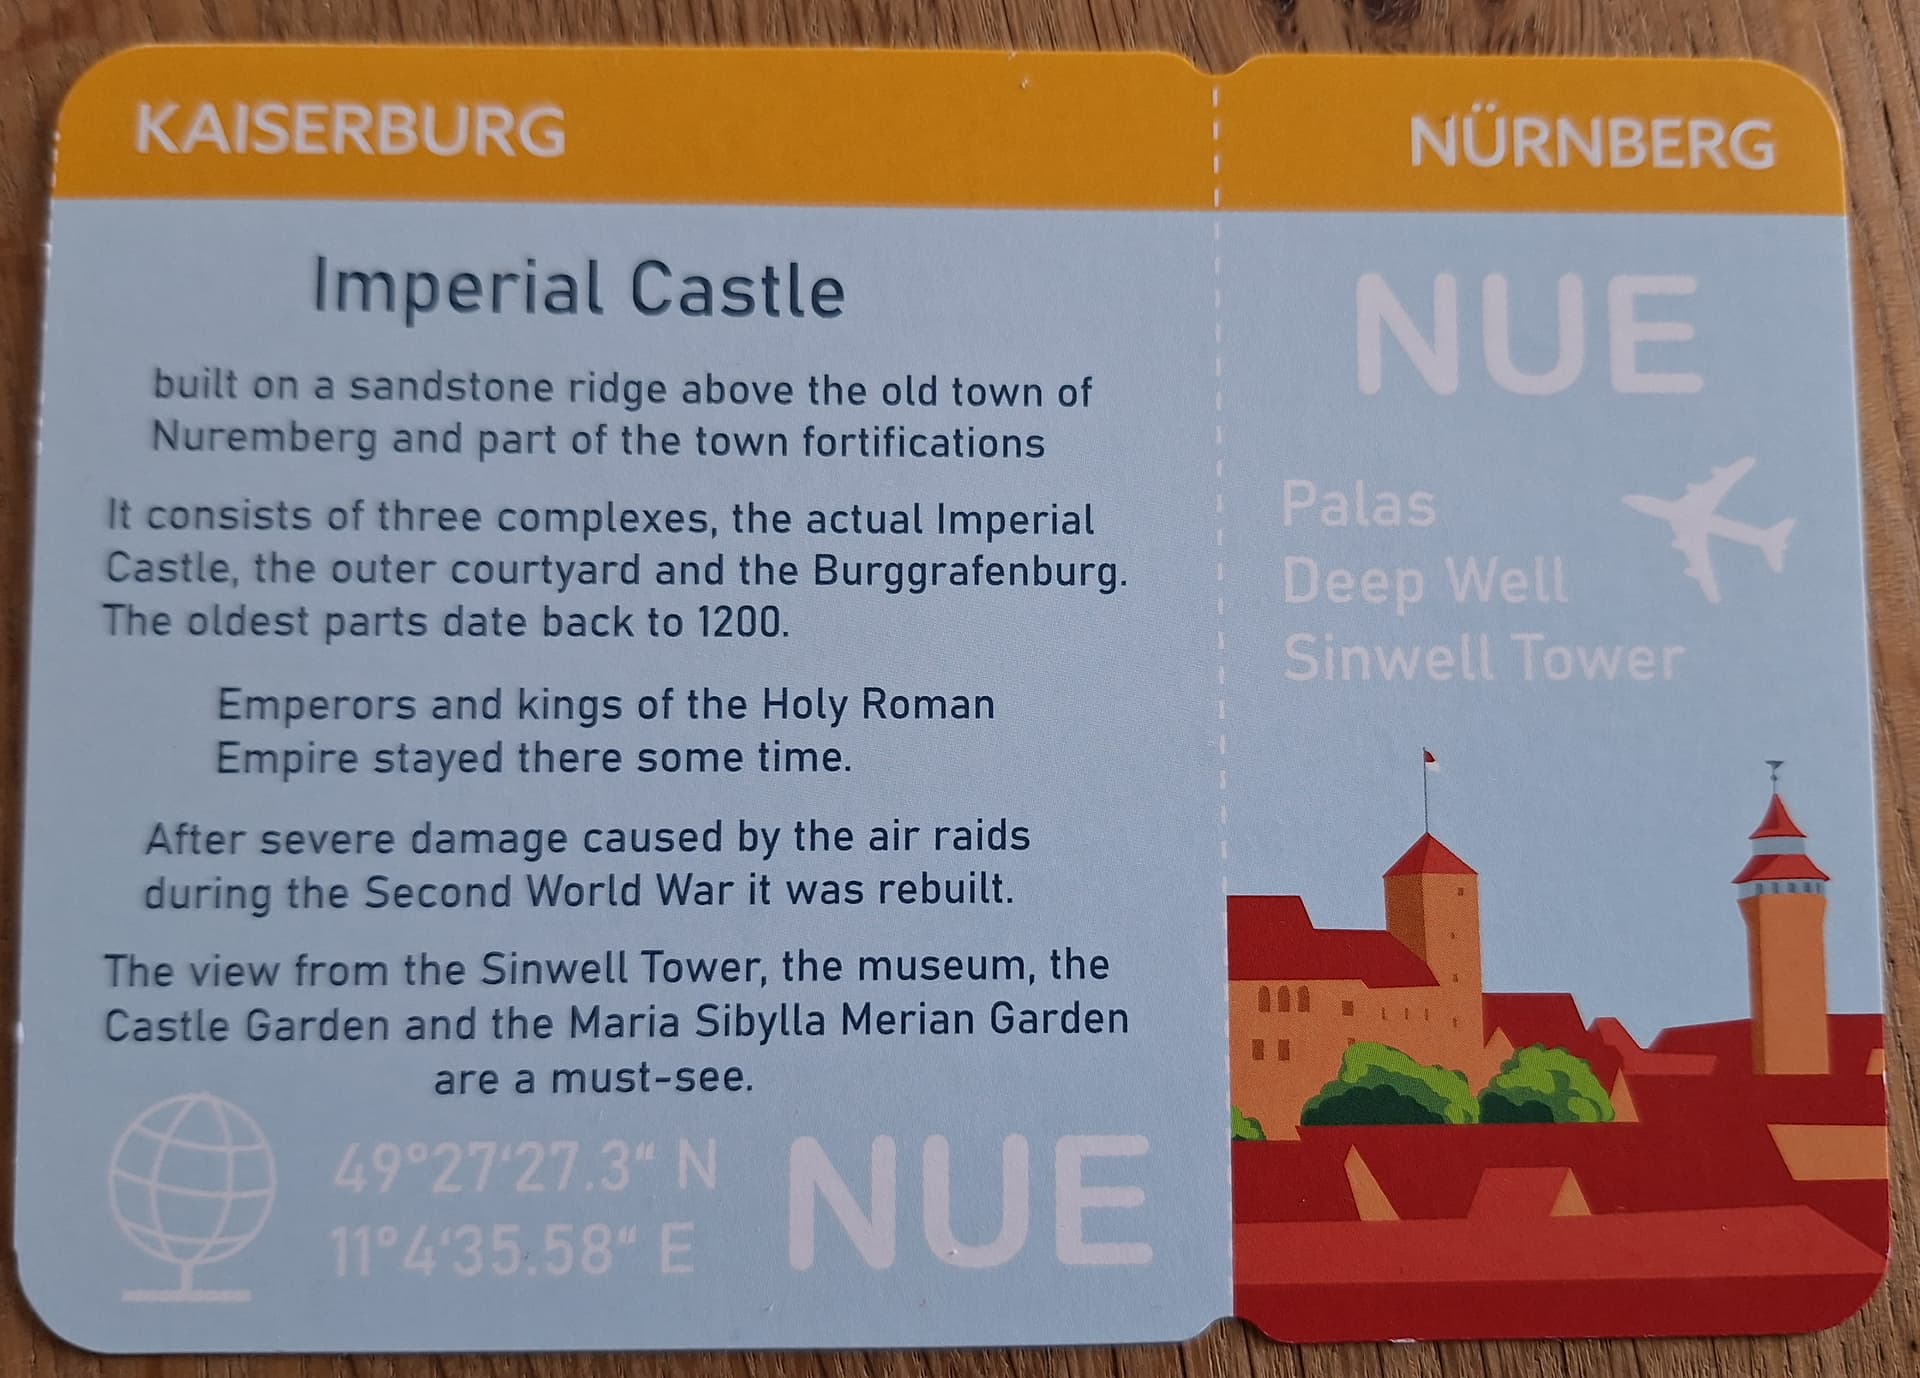 KAISERBURG
NÜRNBERG
Imperial Castle
built on a sandstone ridge above the old town of
Nuremberg and part of the town fortifications
It consists of three complexes, the actual Imperial
Castle, the outer courtyard and the Burggrafenburg.
The oldest parts date back to 1200.
Emperors and kings of the Holy Roman
Empire stayed there some time.
After severe damage caused by the air raids
during the Second World War it was rebuilt.
The view from the Sinwell Tower, the museum, the
Castle Garden and the Maria Sibylla Merian Garden
are a must-see.
49°27‘27.3“ N
11°4‘35.58“ E
NUE
NUE
Palas
Deep Well
Sinwell Tower